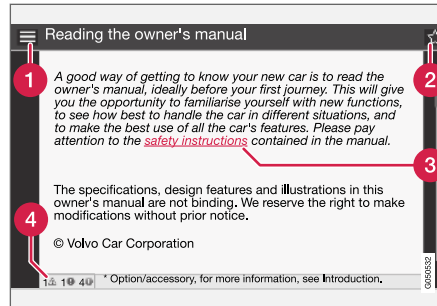 Reading the owner's manual
1
2
A good way of getting to know your new car is to read the
owner's manual, ideally before your first journey. This will give
you the opportunity to familiarise yourself with new functions,
to see how best to handle the car in different situations, and
to make the best use of all the car's features. Please pay
attention to the safety instructions contained in the manual.
3
The specifications, design features and illustrations in this
owner's manual are not binding. We reserve the right to make
modifications without prior notice.
4
© Volvo Car Corporation
1 1 4 * Option/accessory, for more information, see Introduction.
G050532